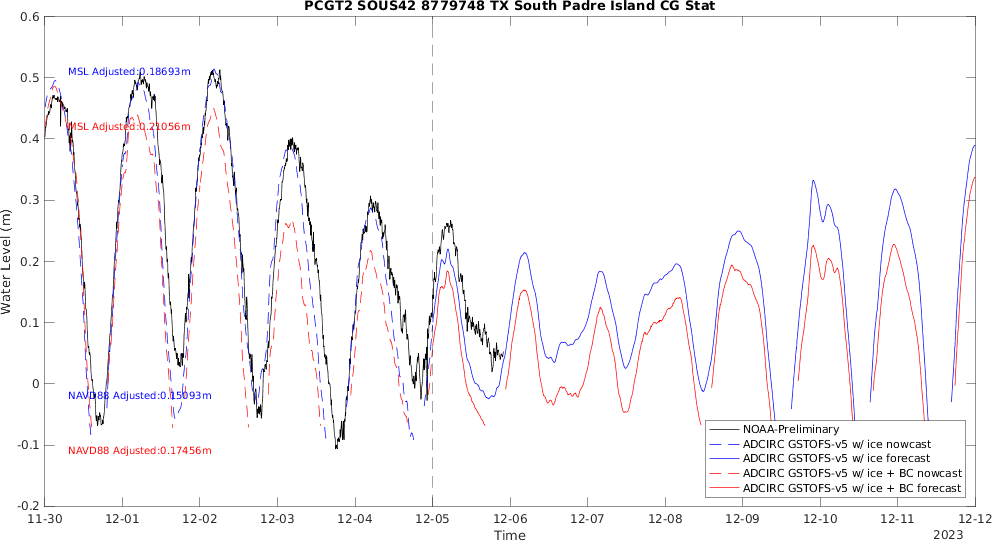 PCGT2 SOUS42 8779748 TX South Padre Island CG Stat
0.6
0.5
0.4
0.3
0.2
0.1
0
-0.1
-0.2
Water Level (m)
MSL Adjusted:0.18693m
MSL Adjusted:0.21056m
NAVD88 Adjusted:0.15093m
NAVD88 Adjusted:0.17456m
NOAA-Preliminary
ADCIRC GSTOFS-v5 w/ ice nowcast
ADCIRC GSTOFS-v5 w/ ice forecast
ADCIRC GSTOFS-v5 w/ ice + BC nowcast
ADCIRC GSTOFS-v5 w/ ice + BC forecast
11-30 12-01 12-02 12-03 12-04 12-05 12-06 12-07 12-08 12-09 12-10 12-11 12-12
Time
2023